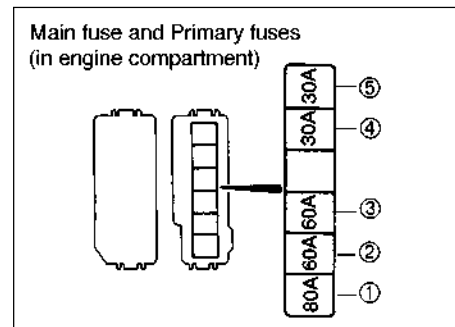 Main fuse and Primary fuses
(in engine compartment)
30A ⑤
30A ④
60A ③
60A ②
80A ①